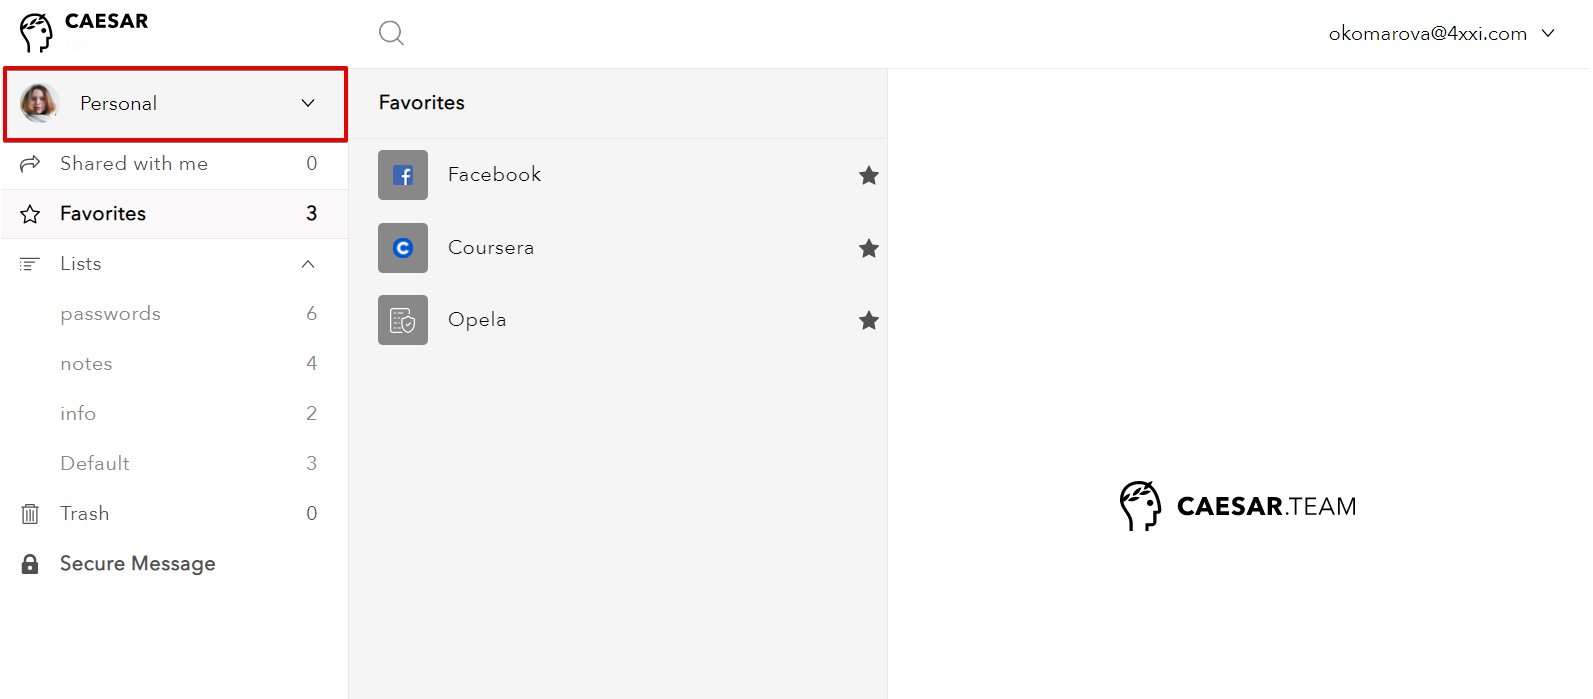 CAESAR
okomarova@4xxi.com
Personal
Shared with me 0
Favorites 3
Lists
passwords 6
notes 4
info 2
Default 3
Trash 0
Secure Message
Favorites
Facebook
Coursera
Opela
CAESAR.TEAM